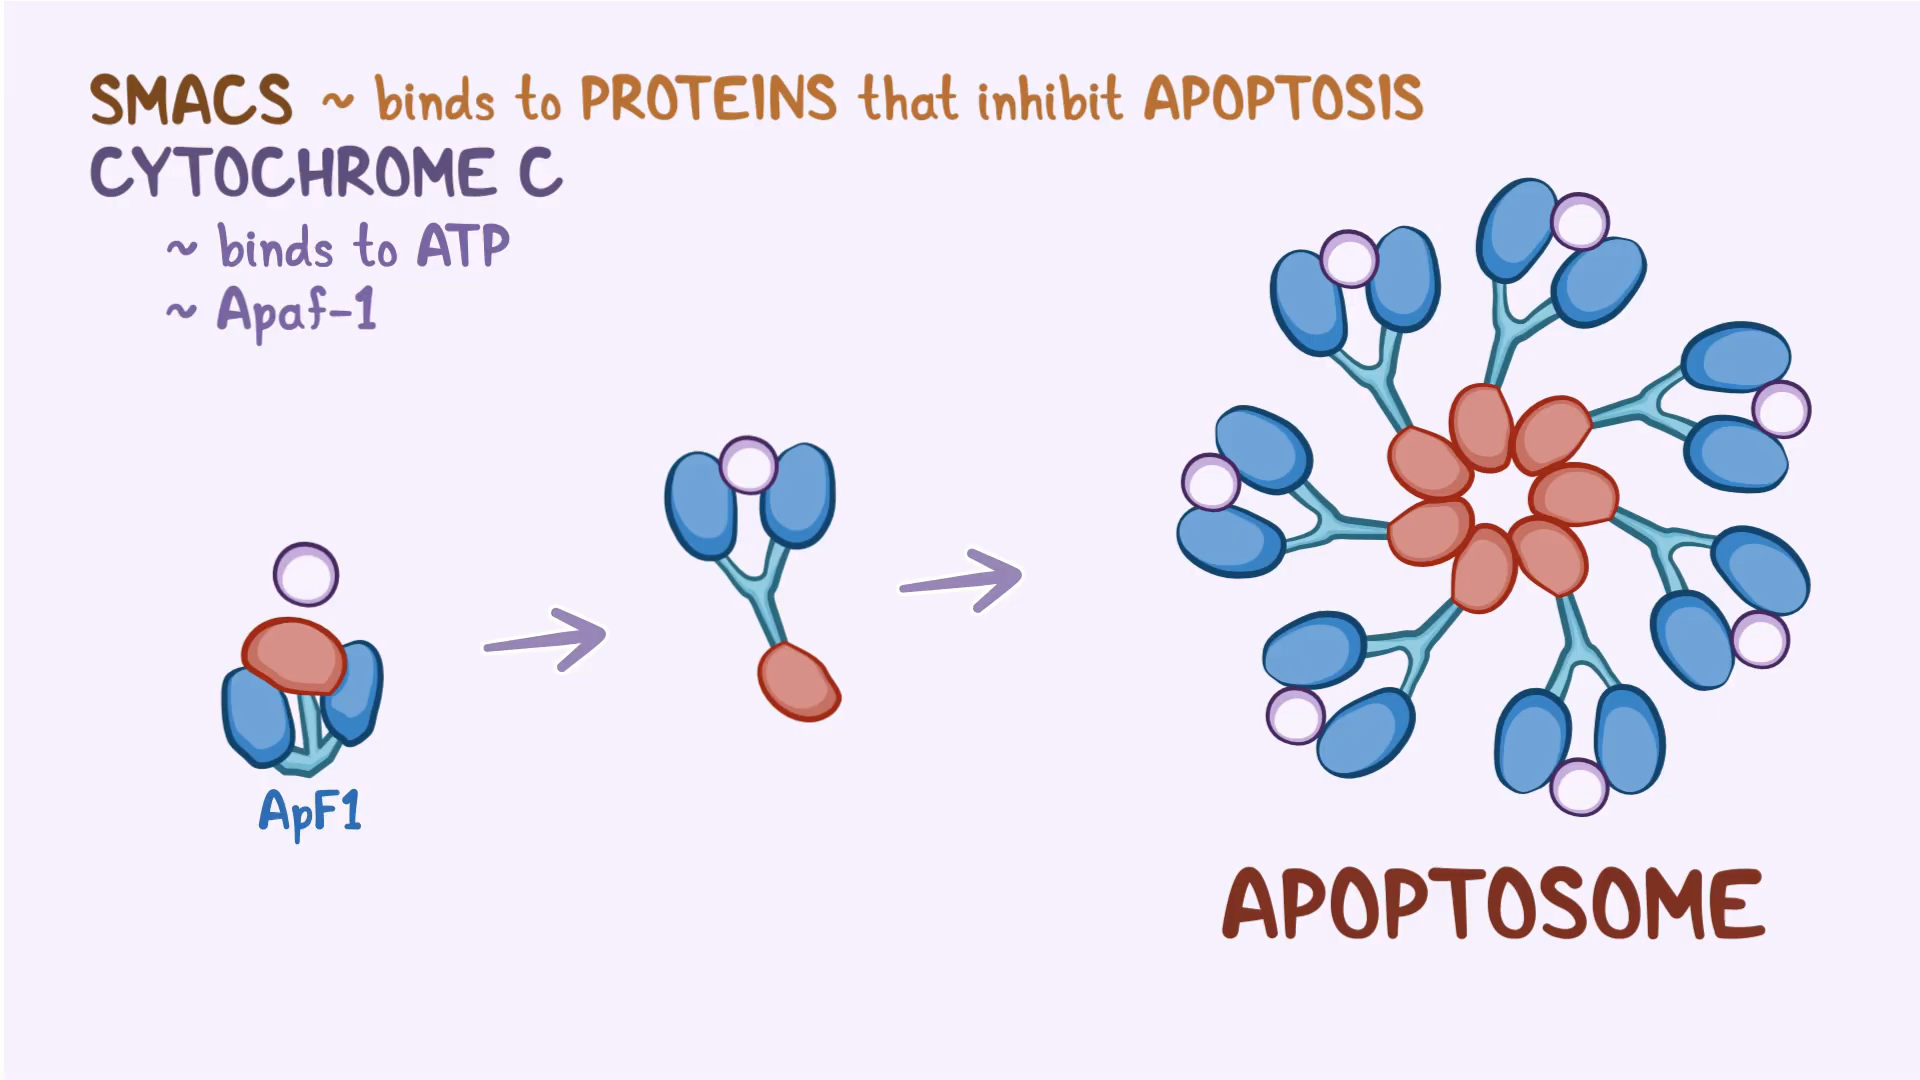 SMACS ~ binds to PROTEINS that inhibit APOPTOSIS
CYTOCHROME C
~ binds to ATP
~ Apaf-1
ApF1
APOPTOSOME